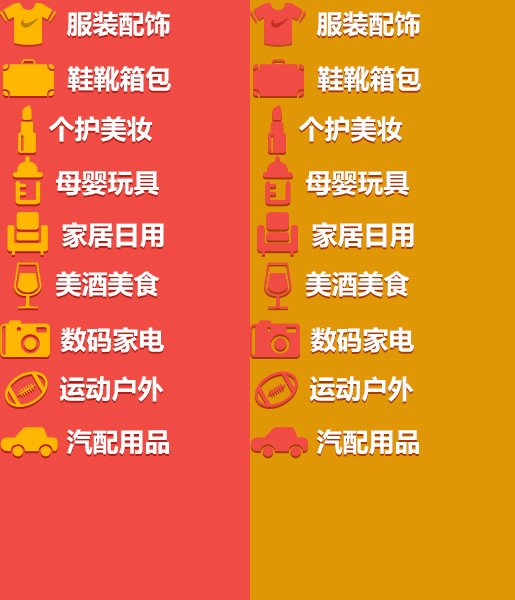 服装配饰 服装配饰
鞋靴箱包 鞋靴箱包
个护美妆 个护美妆
母婴玩具 母婴玩具
家居日用 家居日用
美酒美食 美酒美食
数码家电 数码家电
运动户外 运动户外
汽配用品 汽配用品